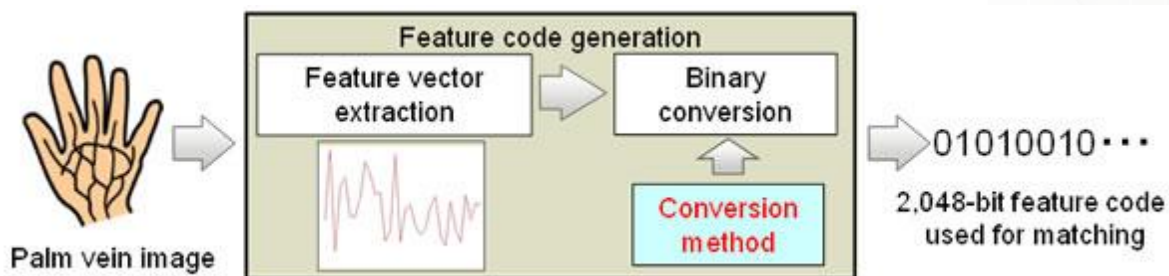 Feature code generation
Feature vector
extraction
Binary
conversion
Conversion
method
Palm vein image
01010010···
2,048-bit feature code
used for matching